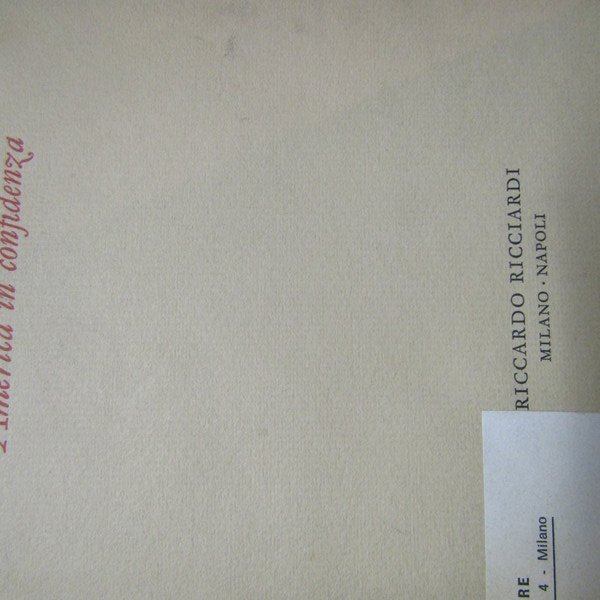 America in confidenza
RICCARDO RICCIARDI
MILANO · NAPOLI
RE
4 - Milano